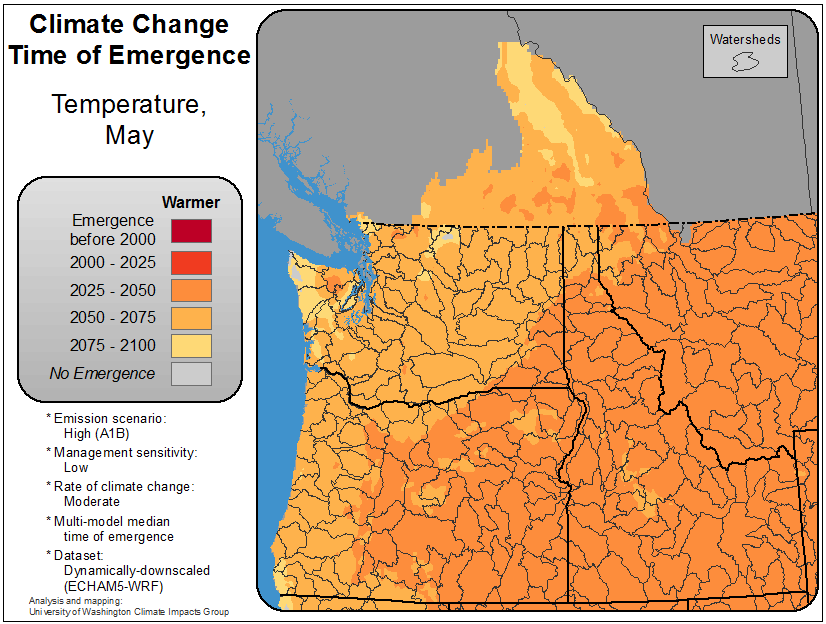 Climate Change
Time of Emergence
Temperature,
May
Warmer
Emergence
before 2000
2000 - 2025
2025 - 2050
2050 - 2075
2075 - 2100
No Emergence
* Emission scenario:
High (A1B)
* Management sensitivity:
Low
* Rate of climate change:
Moderate
* Multi-model median
time of emergence
* Dataset:
Dynamically-downscaled
(ECHAM5-WRF)
Analysis and mapping:
University of Washington Climate Impacts Group
Watersheds